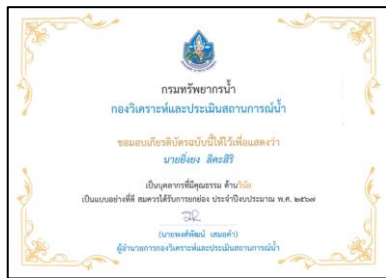 กรมทรัพยากรน้ำ
กองวิเคราะห์และประเมินสถานการณ์น้ำ
ขอมอบเกียรติบัตรฉบับนี้ให้ไว้เพื่อแสดงว่า
นายยิ่งยง ลิคะสิริ
เป็นบุคลากรที่มีคุณธรรม ด้านวินัย
เป็นแบบอย่างที่ดี สมควรได้รับการยกย่อง ประจำปีงบประมาณ พ.ศ. ๒๕๖๗
(นายพงศ์พัฒน์ เสมอคำ)
ผู้อำนวยการกองวิเคราะห์และประเมินสถานการณ์น้ำ